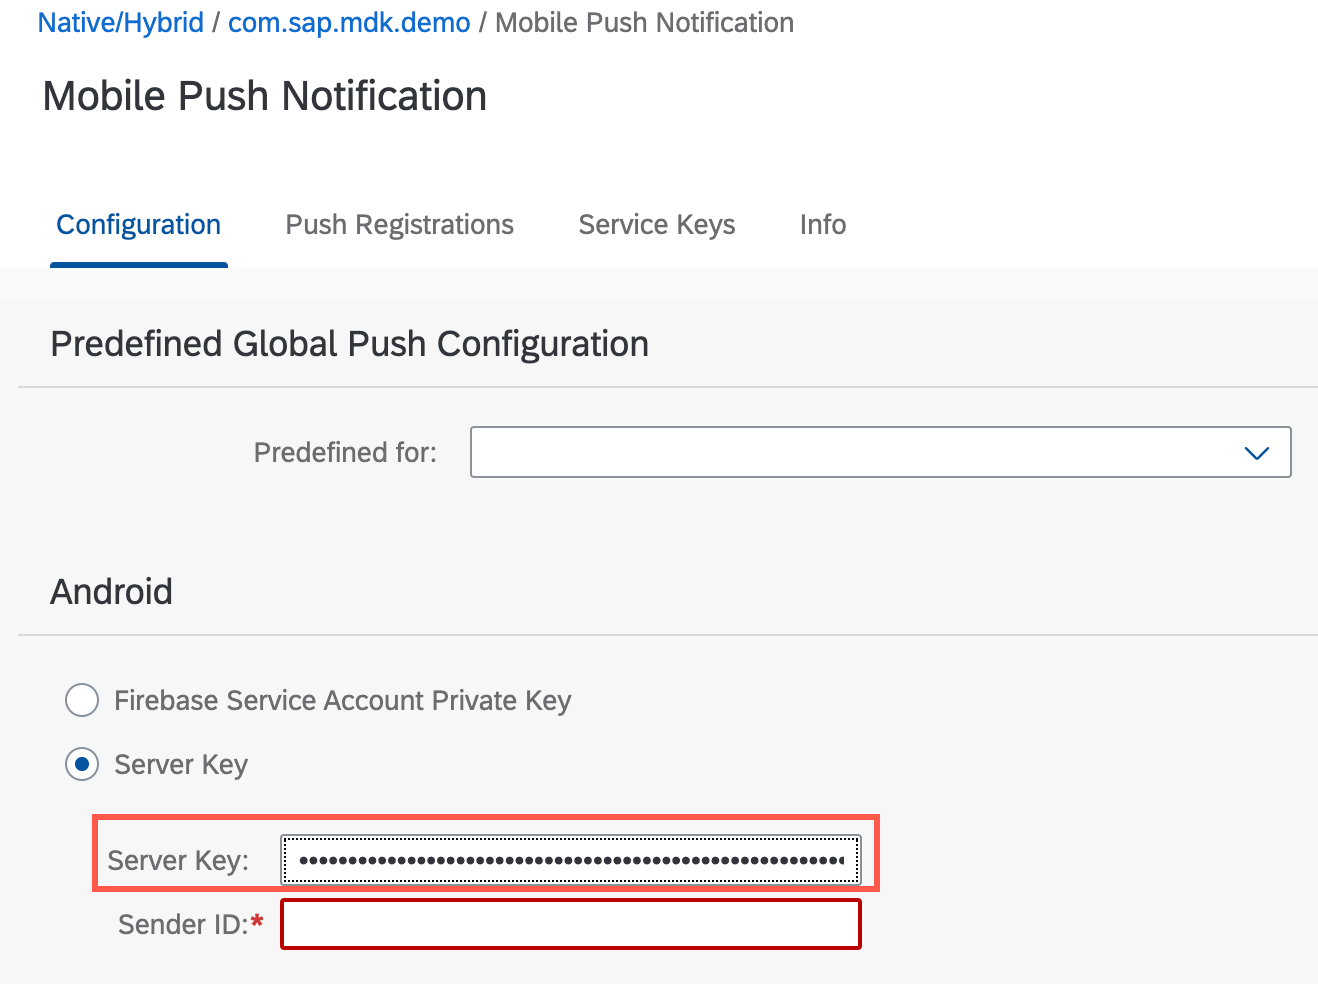 Native/Hybrid / com.sap.mdk.demo / Mobile Push Notification
Mobile Push Notification
Configuration Push Registrations Service Keys Info
Predefined Global Push Configuration
Predefined for:
Android
Firebase Service Account Private Key
Server Key
Server Key:
Sender ID:*